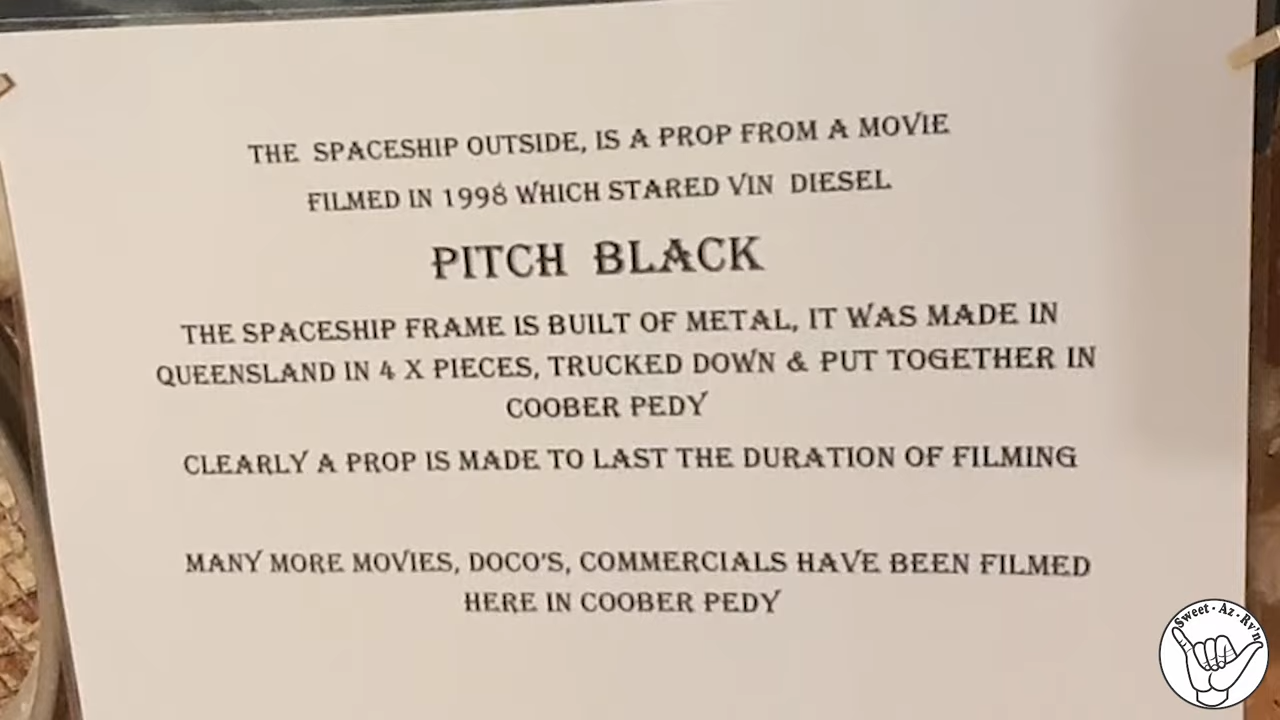 THE SPACESHIP OUTSIDE, IS A PROP FROM A MOVIE
FILMED IN 1998 WHICH STARED VIN DIESEL
PITCH BLACK
THE SPACESHIP FRAME IS BUILT OF METAL, IT WAS MADE IN
QUEENSLAND IN 4 X PIECES, TRUCKED DOWN & PUT TOGETHER IN
COOBER PEDY
CLEARLY A PROP IS MADE TO LAST THE DURATION OF FILMING
MANY MORE MOVIES, DOCO'S, COMMERCIALS HAVE BEEN FILMED
HERE IN COOBER PEDY
Sweet · Az · Rv'n